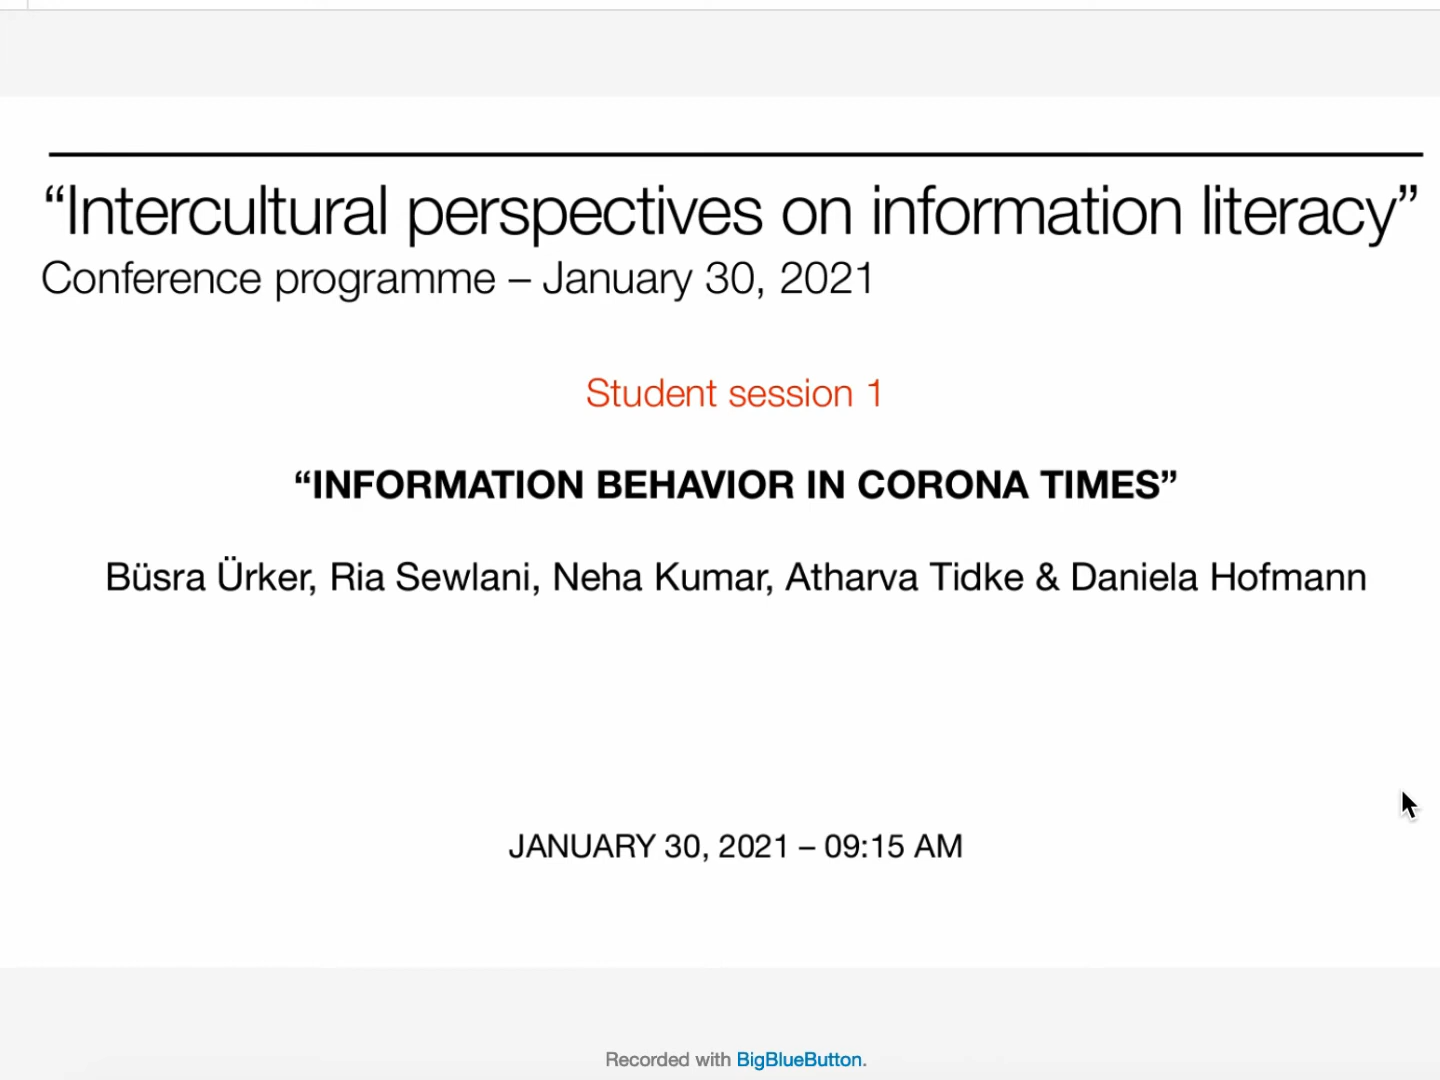 “Intercultural perspectives on information literacy”
Conference programme – January 30, 2021
Student session 1
“INFORMATION BEHAVIOR IN CORONA TIMES”
Büsra Ürker, Ria Sewlani, Neha Kumar, Atharva Tidke & Daniela Hofmann
JANUARY 30, 2021 – 09:15 AM
Recorded with BigBlueButton.